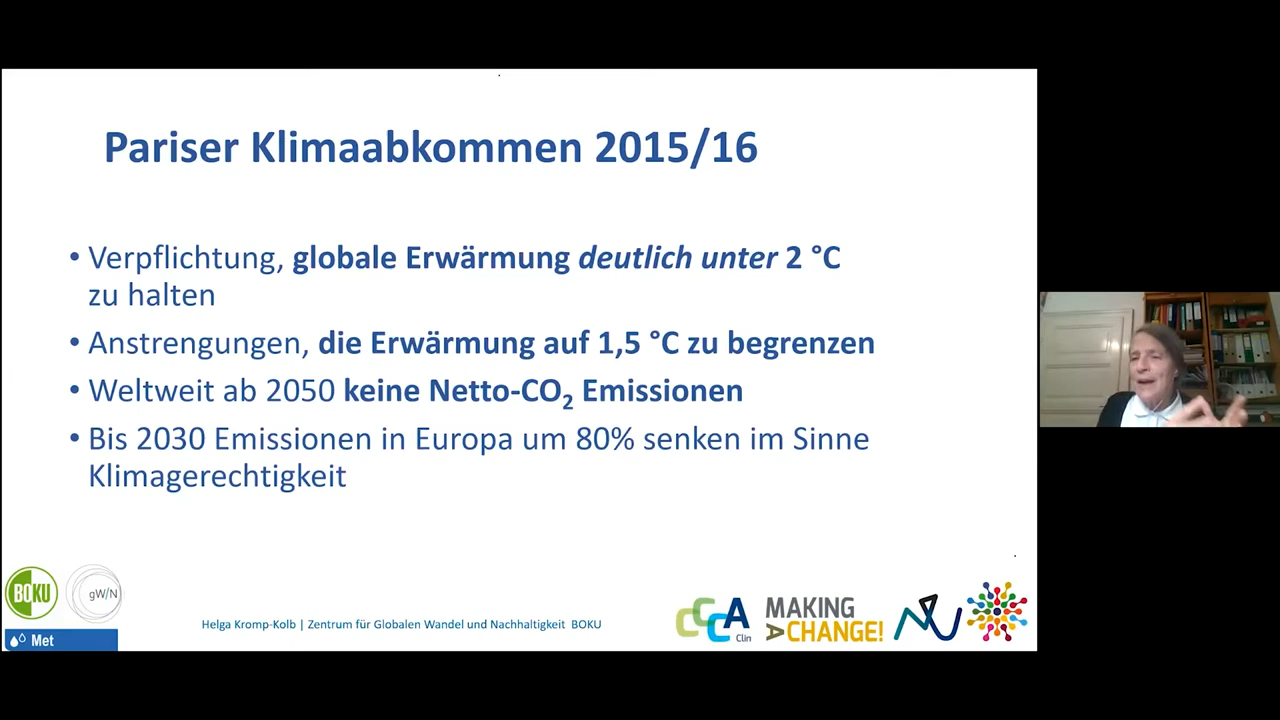 Pariser Klimaabkommen 2015/16
• Verpflichtung, globale Erwärmung deutlich unter 2 °C
zu halten
• Anstrengungen, die Erwärmung auf 1,5 °C zu begrenzen
• Weltweit ab 2050 keine Netto-CO₂ Emissionen
• Bis 2030 Emissionen in Europa um 80% senken im Sinne
Klimagerechtigkeit
BOKU
gW/N
Met
Helga Kromp-Kolb | Zentrum für Globalen Wandel und Nachhaltigkeit BOKU
CCCA
Clin
MAKING
A CHANGE!